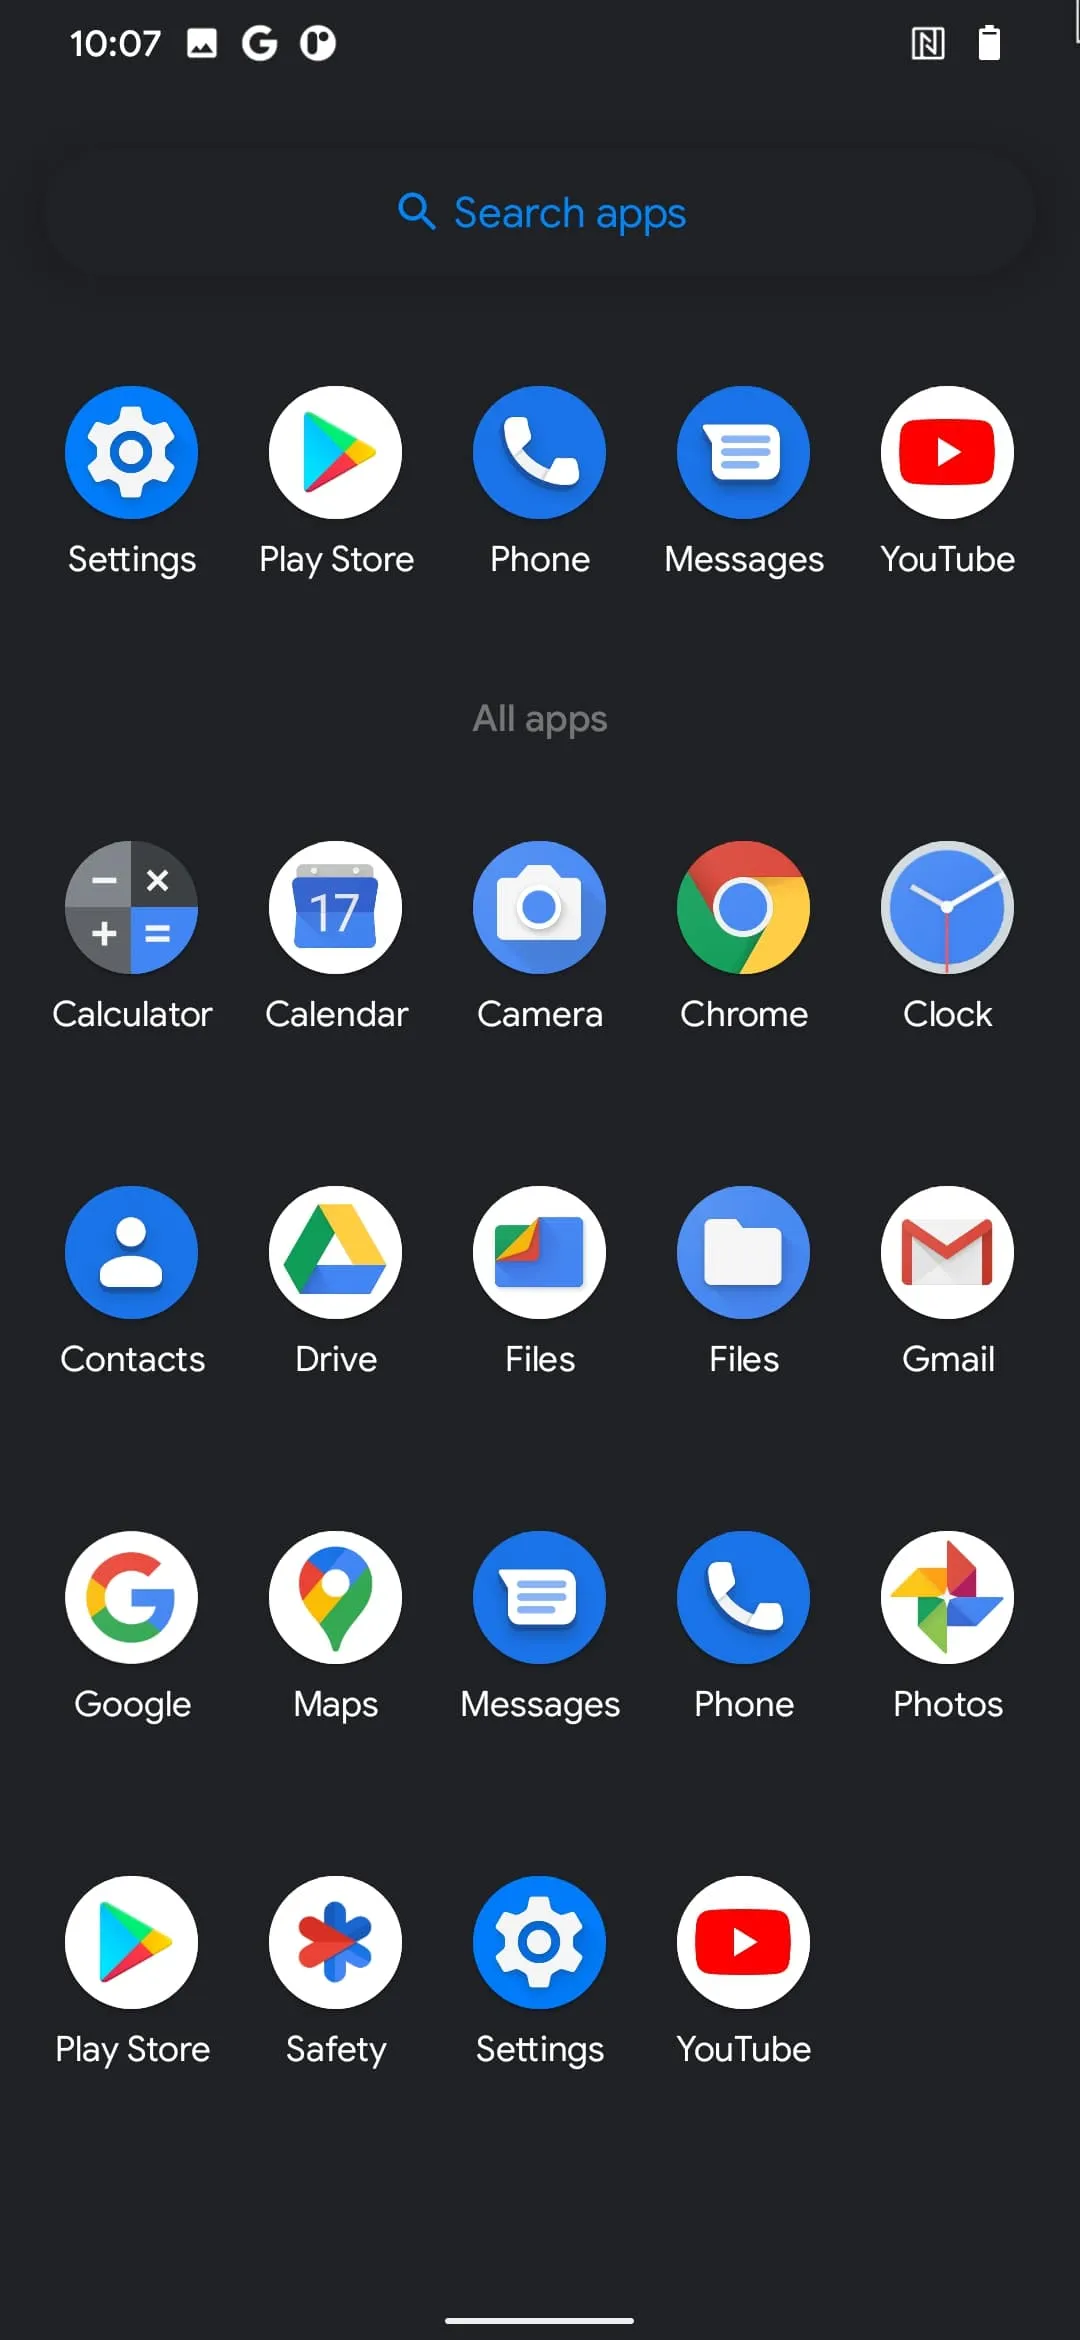 10:07
Search apps
Settings Play Store Phone Messages YouTube
All apps
17
Calculator Calendar Camera Chrome Clock
Contacts Drive Files Files Gmail
Google Maps Messages Phone Photos
Play Store Safety Settings YouTube